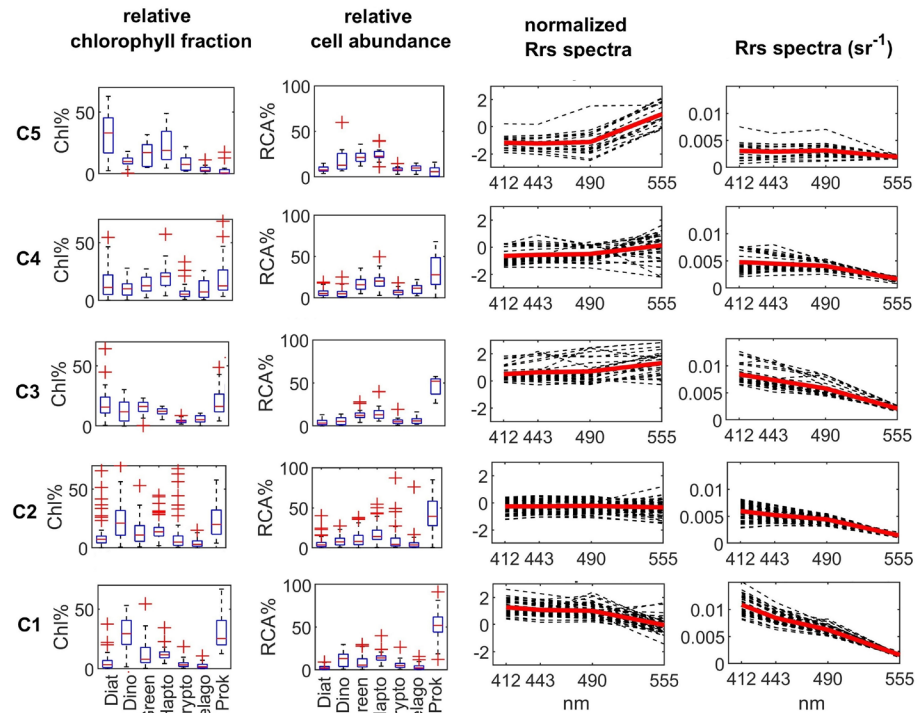 relative
chlorophyll fraction
relative
cell abundance
normalized
Rrs spectra
Rrs spectra (sr⁻¹)
C5
Chl%
50
0
RCA%
100
50
0
2
0
-2
412 443 490 555
0.01
0.005
0
412 443 490 555
C4
Chl%
50
0
RCA%
100
50
0
2
0
-2
412 443 490 555
0.01
0.005
0
412 443 490 555
C3
Chl%
50
0
RCA%
100
50
0
2
0
-2
412 443 490 555
0.01
0.005
0
412 443 490 555
C2
Chl%
50
0
RCA%
100
50
0
2
0
-2
412 443 490 555
0.01
0.005
0
412 443 490 555
C1
Chl%
50
0
Diat
Dino
Green
Hapto
rypto
elago
Prok
RCA%
100
50
0
Diat
Dino
Green
Hapto
rypto
elago
Prok
2
0
-2
-4
412 443 490 555
nm
0.01
0.005
0
412 443 490 555
nm